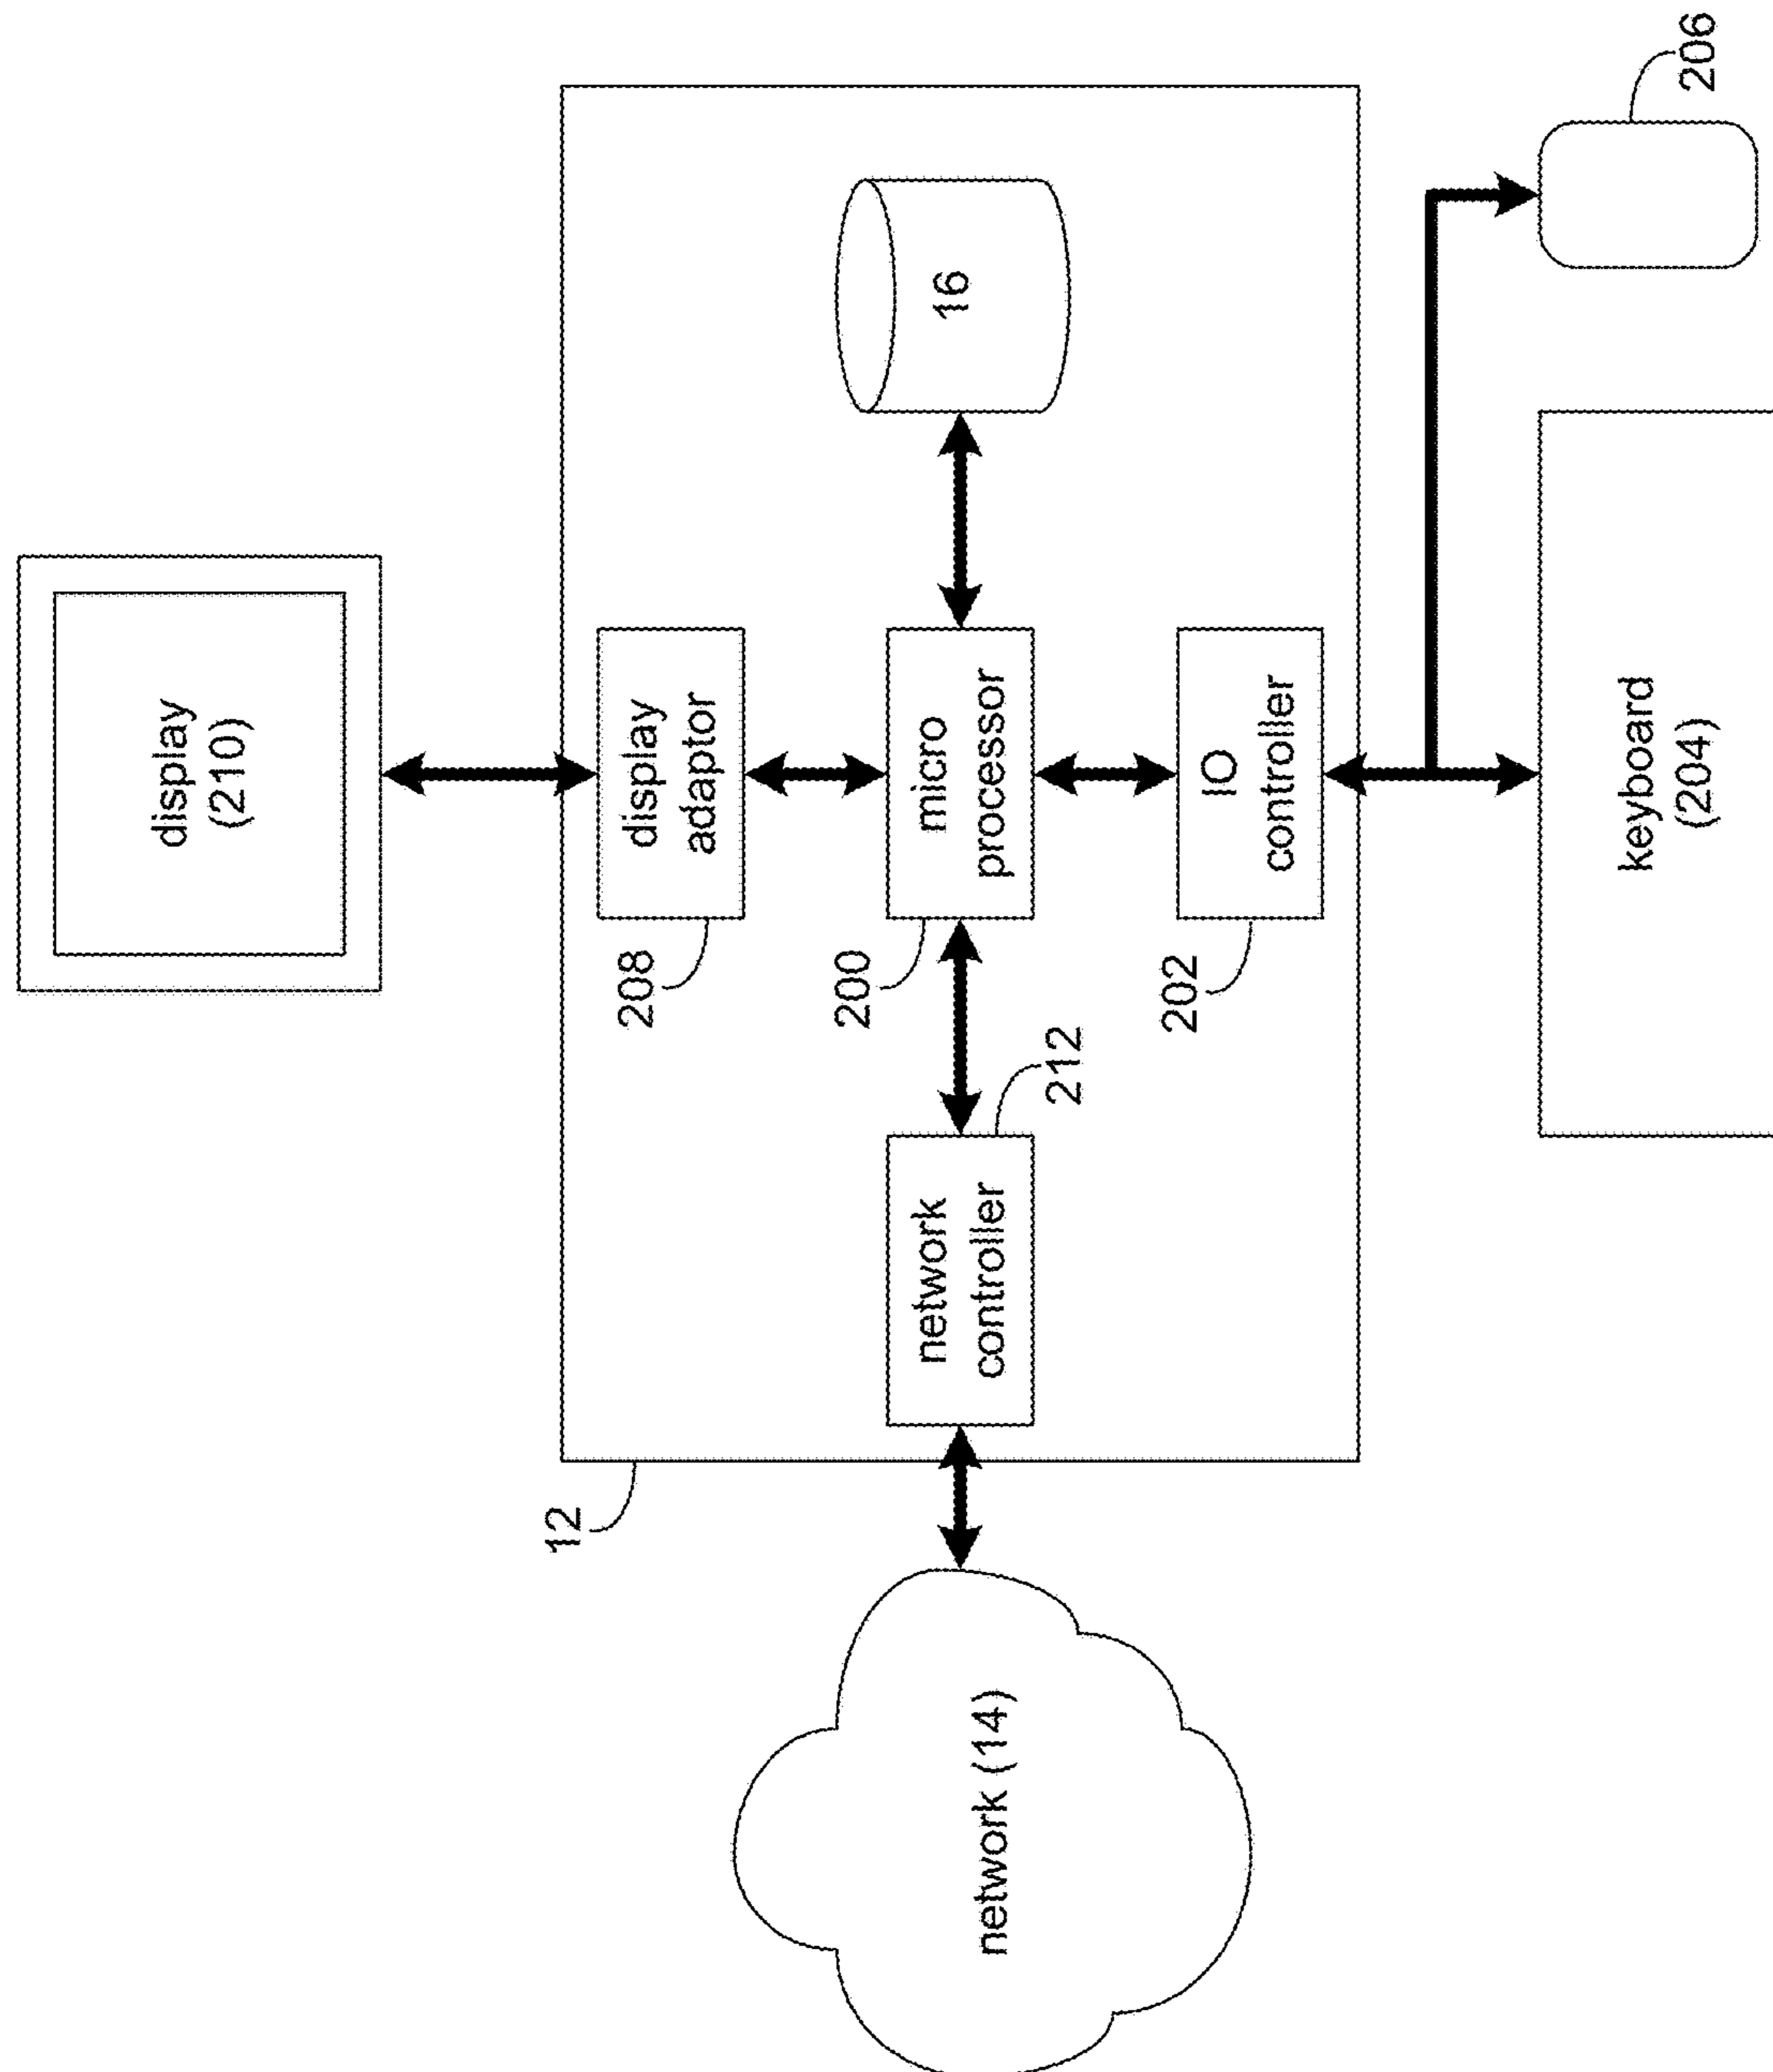 display
(210)
12
208
display
adaptor
200
micro
processor
16
network
controller
network (14)
212
202
IO
controller
keyboard
(204)
206